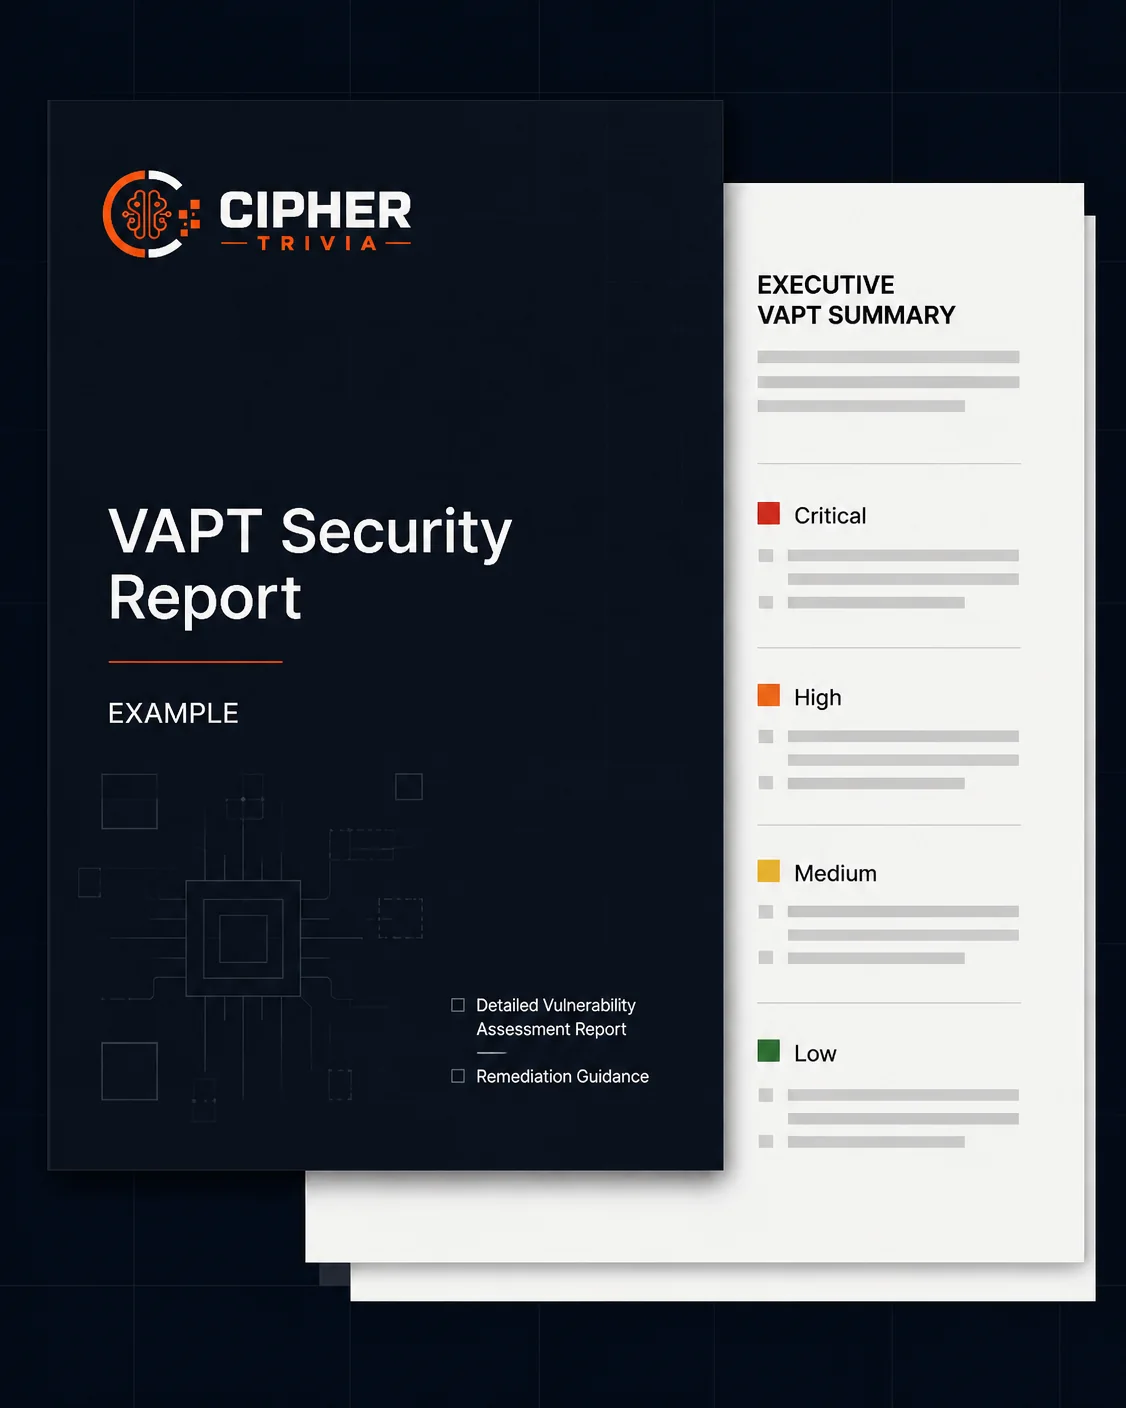 CIPHER
TRIVIA
VAPT Security
Report
EXAMPLE
Detailed Vulnerability
Assessment Report
Remediation Guidance
EXECUTIVE
VAPT SUMMARY
Critical
High
Medium
Low